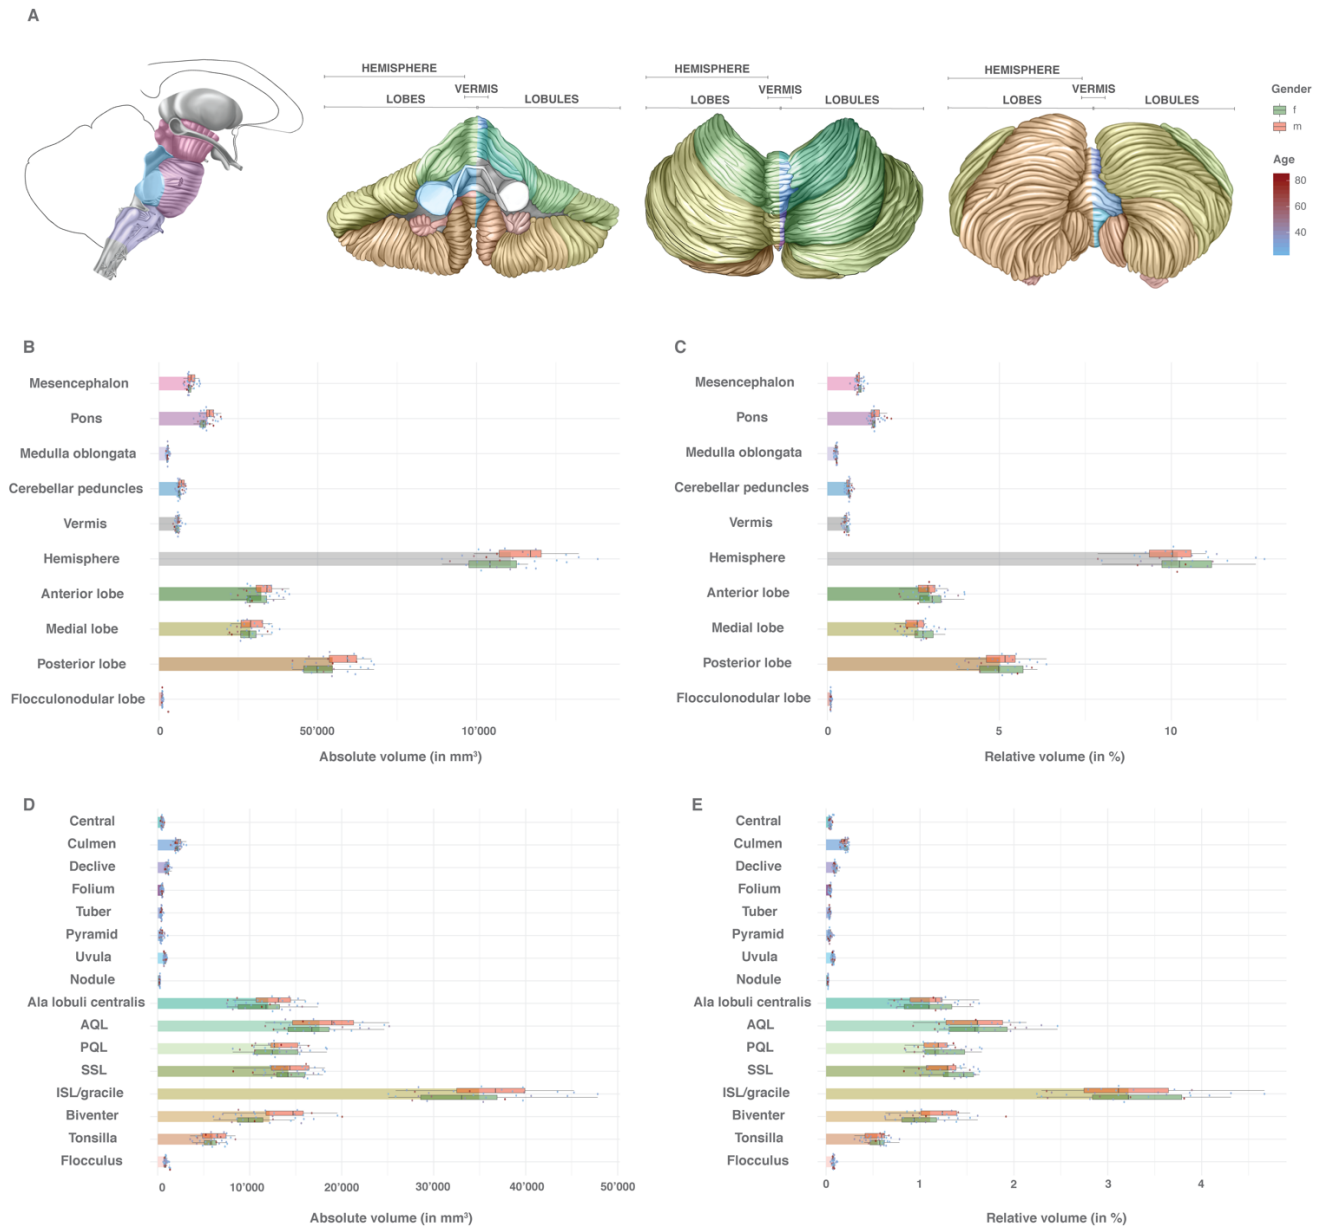 A
HEMISPHERE
VERMIS
LOBES
LOBULES
HEMISPHERE
VERMIS
LOBES
LOBULES
HEMISPHERE
VERMIS
LOBES
LOBULES
Gender
f
m
Age
80
60
40
B
Mesencephalon
Pons
Medulla oblongata
Cerebellar peduncles
Vermis
Hemisphere
Anterior lobe
Medial lobe
Posterior lobe
Flocculonodular lobe
0
50'000
10'000
Absolute volume (in mm³)
C
Mesencephalon
Pons
Medulla oblongata
Cerebellar peduncles
Vermis
Hemisphere
Anterior lobe
Medial lobe
Posterior lobe
Flocculonodular lobe
0
5
10
Relative volume (in %)
D
Central
Culmen
Declive
Folium
Tuber
Pyramid
Uvula
Nodule
Ala lobuli centralis
AQL
PQL
SSL
ISL/gracile
Biventer
Tonsilla
Flocculus
0
10'000
20'000
30'000
40'000
50'000
Absolute volume (in mm³)
E
Central
Culmen
Declive
Folium
Tuber
Pyramid
Uvula
Nodule
Ala lobuli centralis
AQL
PQL
SSL
ISL/gracile
Biventer
Tonsilla
Flocculus
0
1
2
3
4
Relative volume (in %)